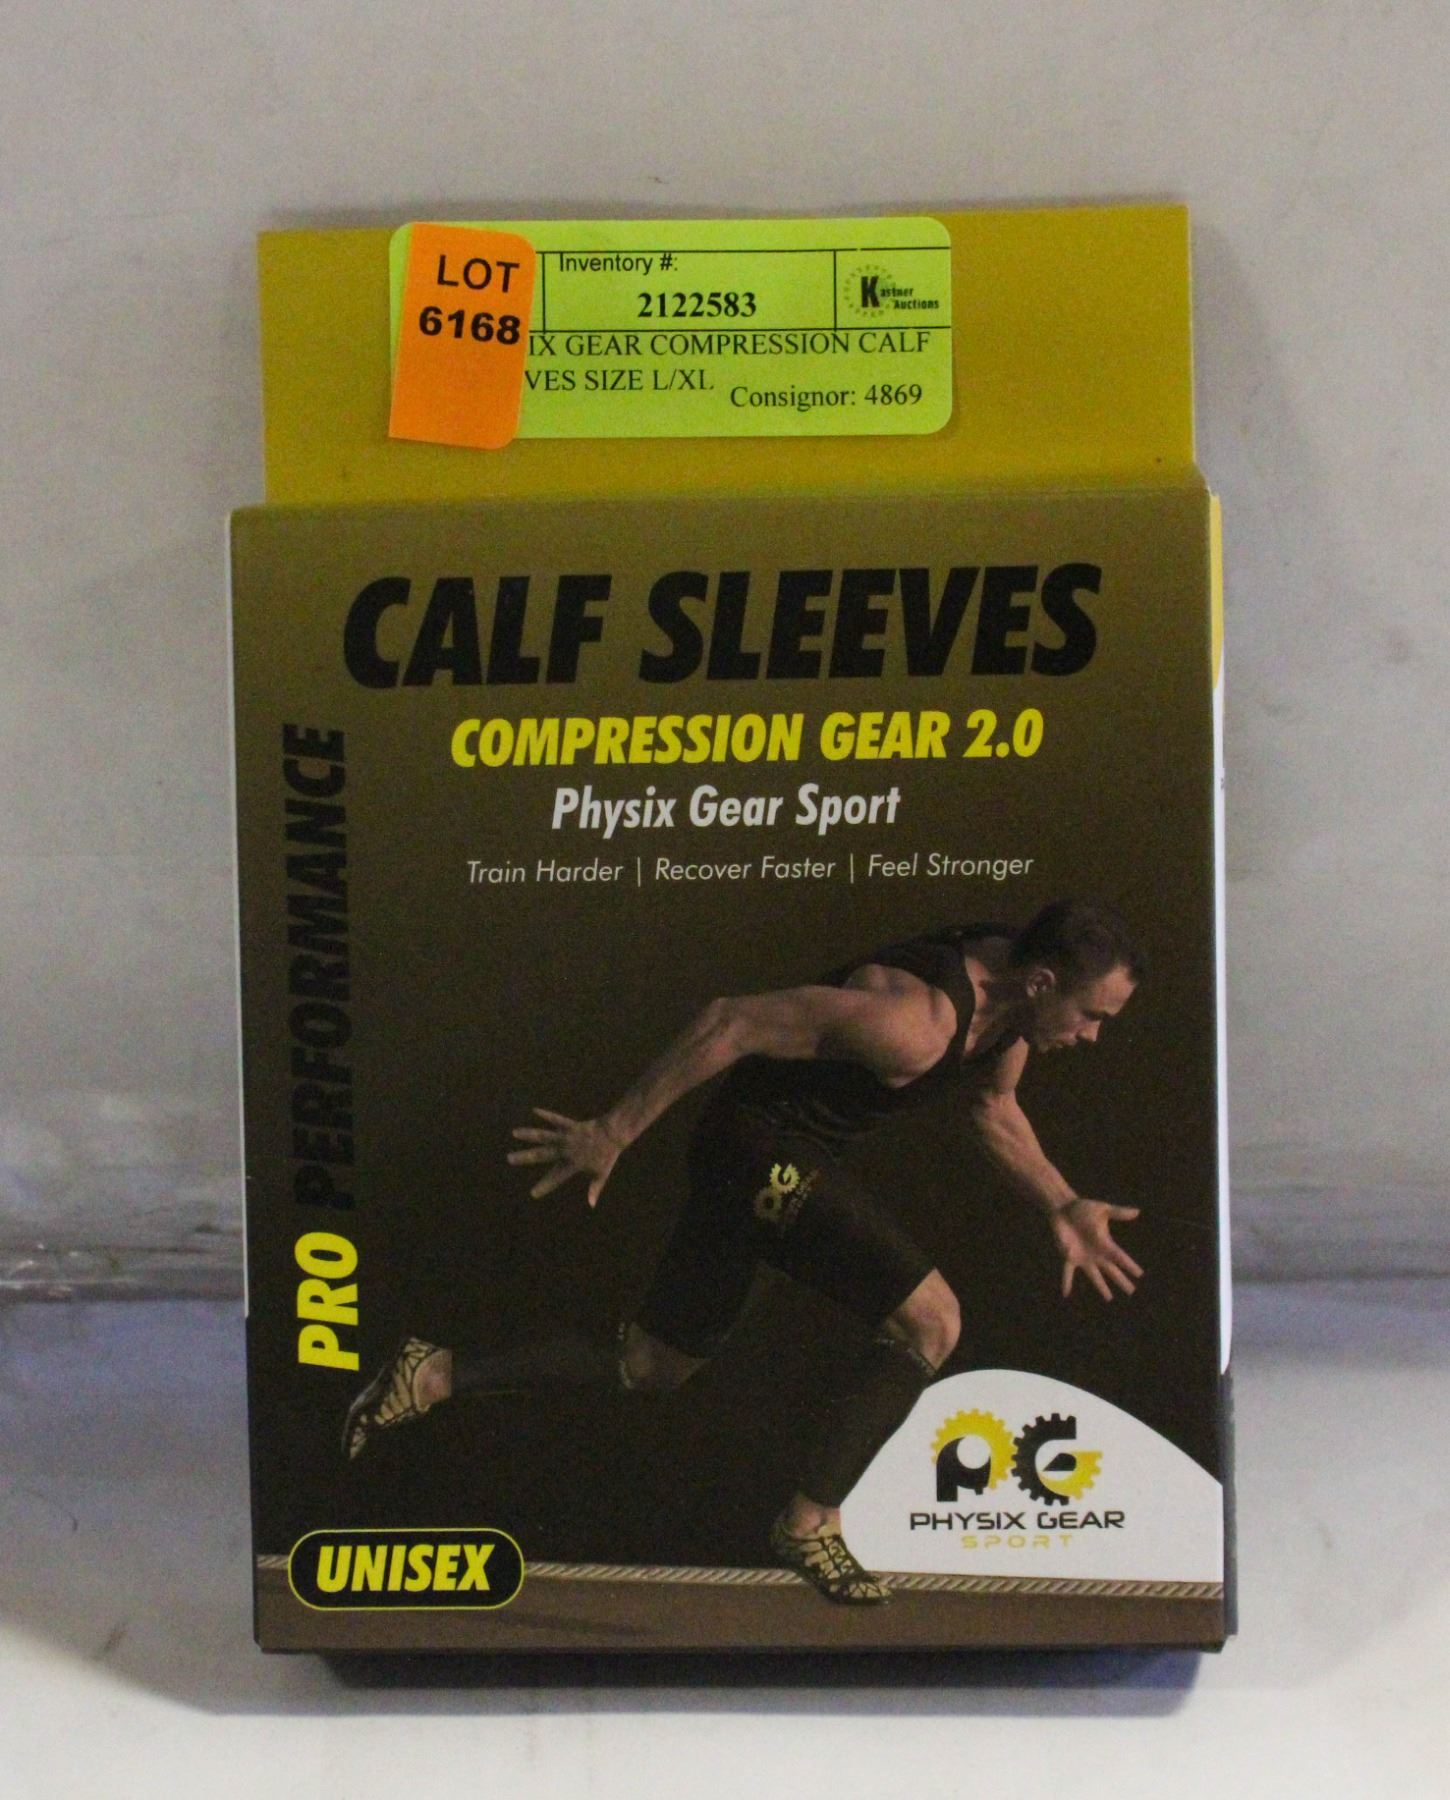 LOT
6168
Inventory #:
2122583
Kastner
Auctions
IX GEAR COMPRESSION CALF
VES SIZE L/XL
Consignor: 4869
CALF SLEEVES
COMPRESSION GEAR 2.0
Physix Gear Sport
Train Harder | Recover Faster | Feel Stronger
PRO PERFORMANCE
PG
PHYSIX GEAR
SPORT
UNISEX